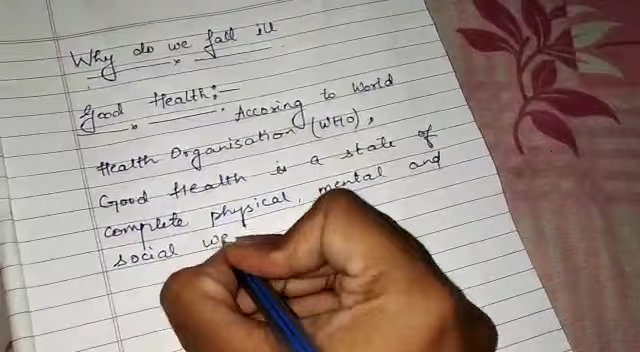 Why do we fall ill
Good Health:-
Accoring to World
Health Organisation (WHO),
Good Health is a state of
complete physical, mental and
social we